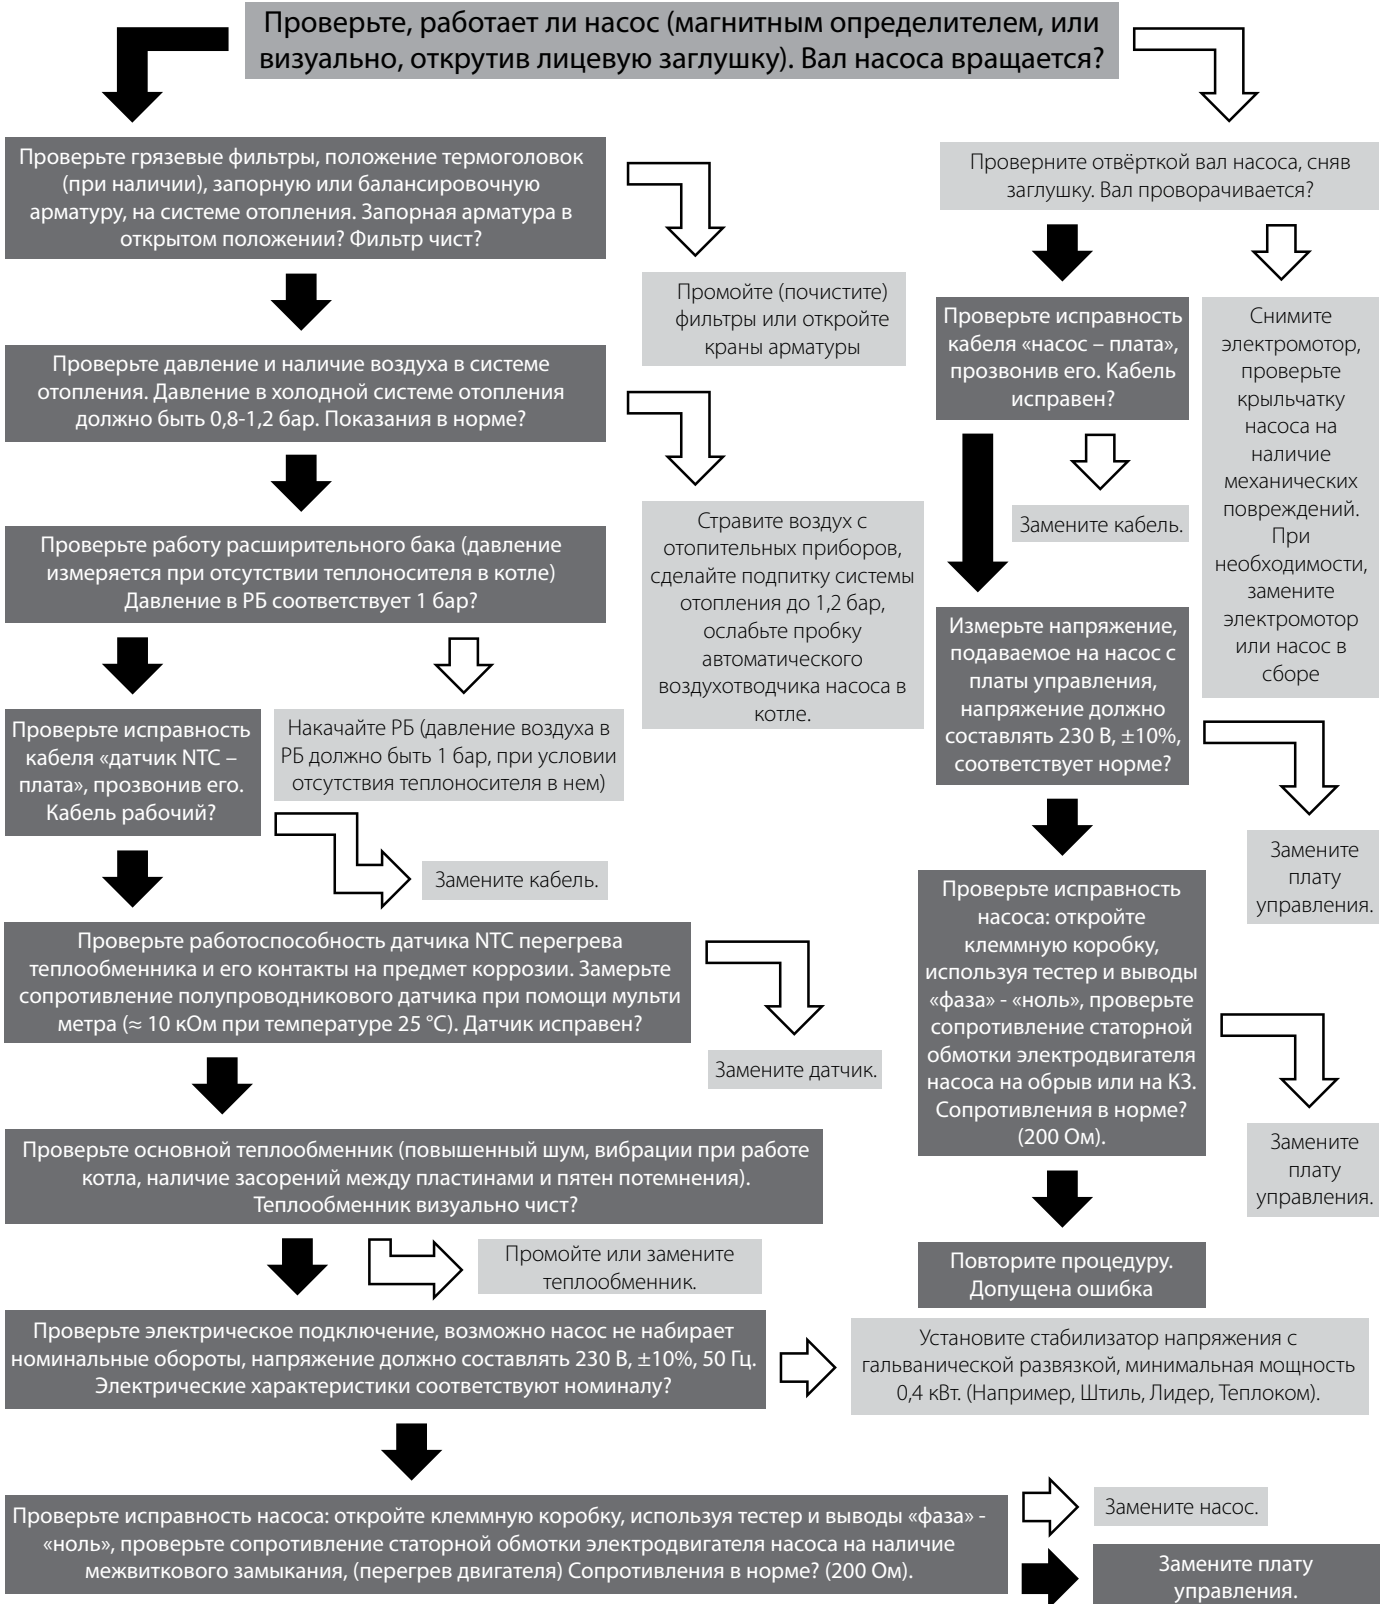 Проверьте, работает ли насос (магнитным определителем, или
визуально, открутив лицевую заглушку). Вал насоса вращается?
Проверьте грязевые фильтры, положение термоголовок
(при наличии), запорную или балансировочную
арматуру, на системе отопления. Запорная арматура в
открытом положении? Фильтр чист?
Промойте (почистите)
фильтры или откройте
краны арматуры
Проверьте давление и наличие воздуха в системе
отопления. Давление в холодной системе отопления
должно быть 0,8-1,2 бар. Показания в норме?
Стравите воздух с
отопительных приборов,
сделайте подпитку системы
отопления до 1,2 бар,
ослабьте пробку
автоматического
воздухотводчика насоса в
котле.
Проверьте работу расширительного бака (давление
измеряется при отсутствии теплоносителя в котле)
Давление в РБ соответствует 1 бар?
Проверьте исправность
кабеля «датчик NTC –
плата», прозвонив его.
Кабель рабочий?
Накачайте РБ (давление воздуха в
РБ должно быть 1 бар, при условии
отсутствия теплоносителя в нем)
Замените кабель.
Проверьте работоспособность датчика NTC перегрева
теплообменника и его контакты на предмет коррозии. Замерьте
сопротивление полупроводникового датчика при помощи мульти
метра (≈ 10 кОм при температуре 25 °С). Датчик исправен?
Замените датчик.
Проверьте основной теплообменник (повышенный шум, вибрации при работе
котла, наличие засорений между пластинами и пятен потемнения).
Теплообменник визуально чист?
Промойте или замените
теплообменник.
Проверьте электрическое подключение, возможно насос не набирает
номинальные обороты, напряжение должно составлять 230 В, ±10%, 50 Гц.
Электрические характеристики соответствуют номиналу?
Установите стабилизатор напряжения с
гальванической развязкой, минимальная мощность
0,4 кВт. (Например, Штиль, Лидер, Теплоком).
Проверьте исправность насоса: откройте клеммную коробку, используя тестер и выводы «фаза» -
«ноль», проверьте сопротивление статорной обмотки электродвигателя насоса на наличие
межвиткового замыкания, (перегрев двигателя) Сопротивления в норме? (200 Ом).
Замените насос.
Замените плату
управления.
Проверните отвёрткой вал насоса, сняв
заглушку. Вал проворачивается?
Проверьте исправность
кабеля «насос – плата»,
прозвонив его. Кабель
исправен?
Снимите
электромотор,
проверьте
крыльчатку
насоса на
наличие
механических
повреждений.
При
необходимости,
замените
электромотор
или насос в
сборе
Замените кабель.
Измерьте напряжение,
подаваемое на насос с
платы управления,
напряжение должно
составлять 230 В, ±10%,
соответствует норме?
Замените
плату
управления.
Проверьте исправность
насоса: откройте
клеммную коробку,
используя тестер и выводы
«фаза» - «ноль», проверьте
сопротивление статорной
обмотки электродвигателя
насоса на обрыв или на КЗ.
Сопротивления в норме?
(200 Ом).
Замените
плату
управления.
Повторите процедуру.
Допущена ошибка